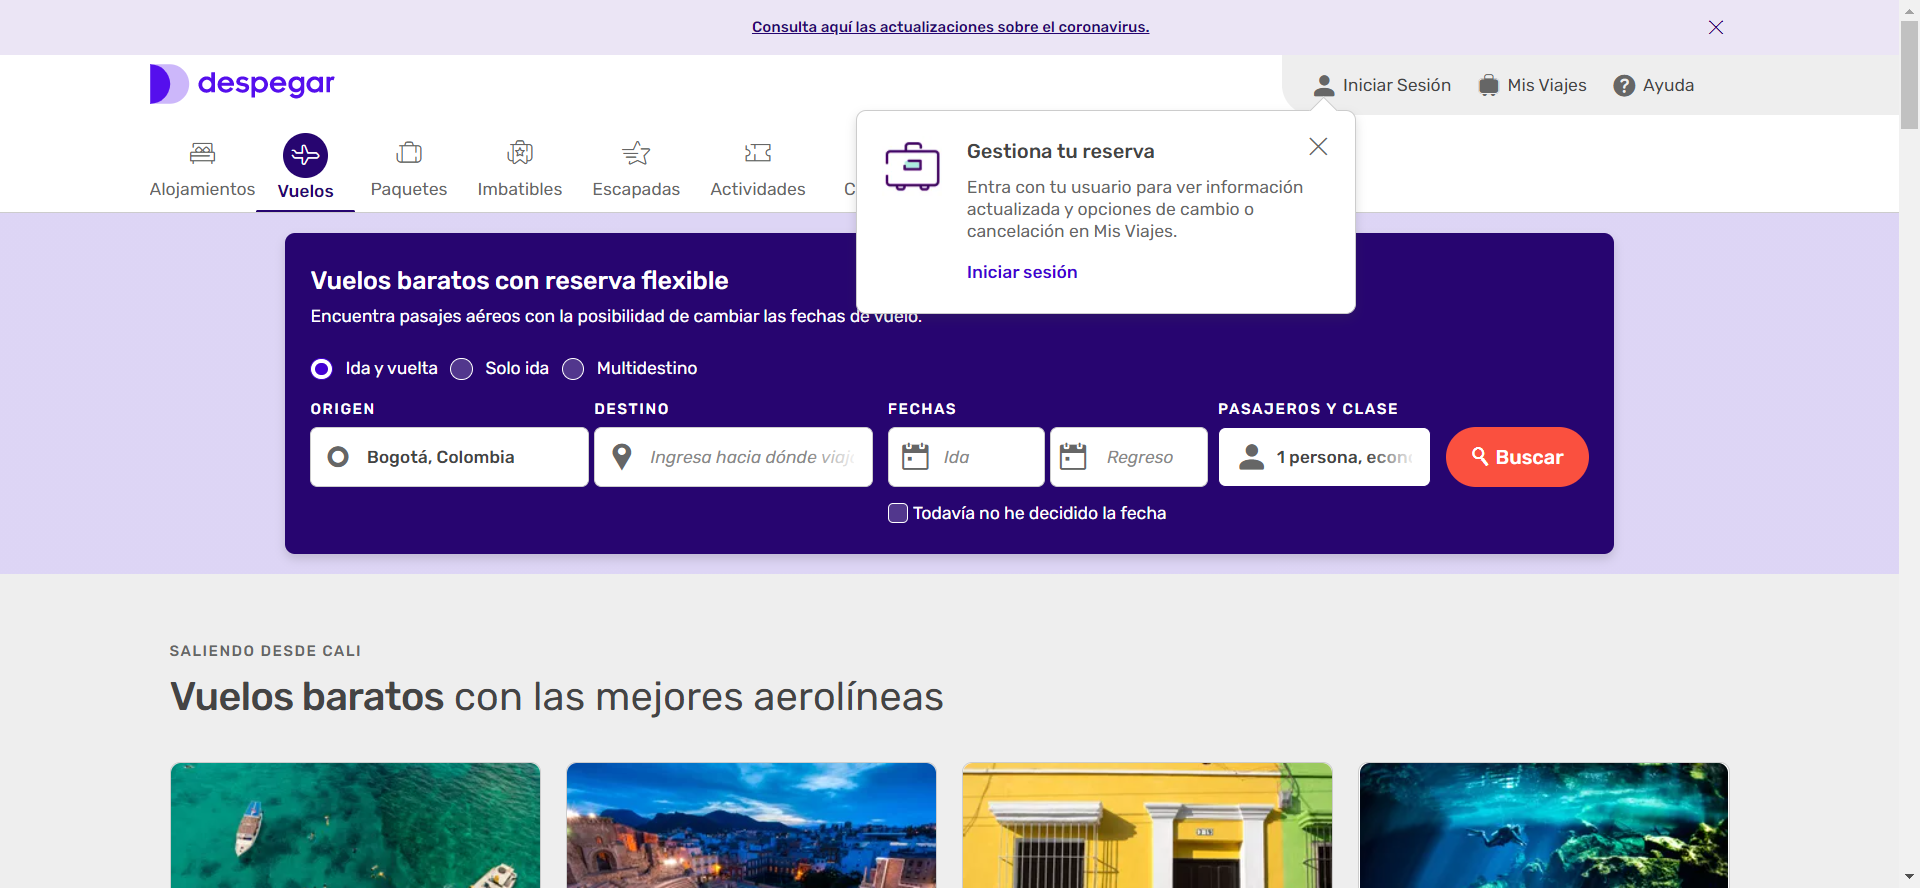 Consulta aquí las actualizaciones sobre el coronavirus.
despegar
Iniciar Sesión
Mis Viajes
? Ayuda
Alojamientos
Vuelos
Paquetes
Imbatibles
Escapadas
Actividades
C
Gestiona tu reserva
Entra con tu usuario para ver información
actualizada y opciones de cambio o
cancelación en Mis Viajes.
Iniciar sesión
Vuelos baratos con reserva flexible
Encuentra pasajes aéreos con la posibilidad de cambiar las fechas de vuelo.
Ida y vuelta
Solo ida
Multidestino
ORIGEN
DESTINO
FECHAS
PASAJEROS Y CLASE
Bogotá, Colombia
Ingresa hacia dónde viaj
Ida
Regreso
1 persona, econ
Buscar
Todavía no he decidido la fecha
SALIENDO DESDE CALI
Vuelos baratos con las mejores aerolíneas